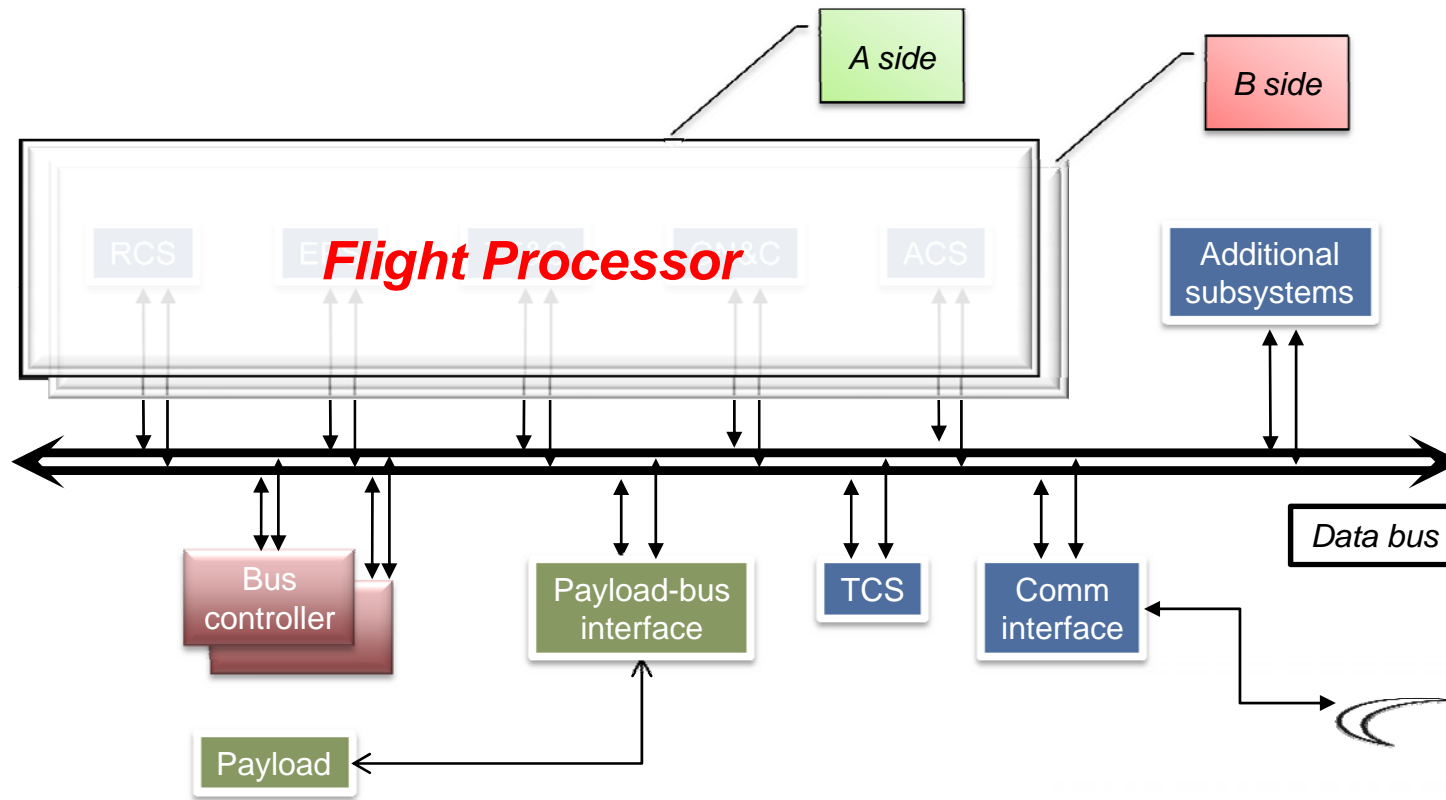 A side
B side
RCS
Flight Processor
ACS
Additional
subsystems
Data bus
Bus
controller
Payload-bus
interface
TCS
Comm
interface
Payload